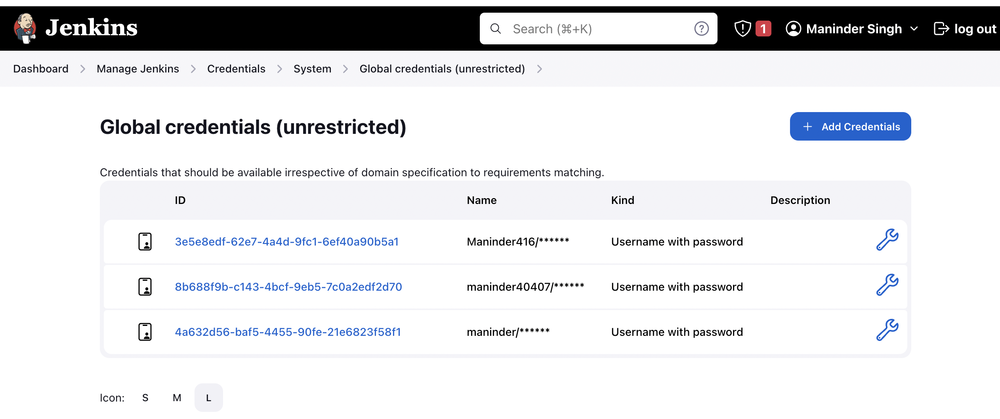 Jenkins
Search (⌘+K) ?
1
Maninder Singh
log out
Dashboard > Manage Jenkins > Credentials > System > Global credentials (unrestricted) >
Global credentials (unrestricted)
+ Add Credentials
Credentials that should be available irrespective of domain specification to requirements matching.
ID Name Kind Description
3e5e8edf-62e7-4a4d-9fc1-6ef40a90b5a1 Maninder416/****** Username with password
8b688f9b-c143-4bcf-9eb5-7c0a2edf2d70 maninder40407/****** Username with password
4a632d56-baf5-4455-90fe-21e6823f58f1 maninder/****** Username with password
Icon: S M L